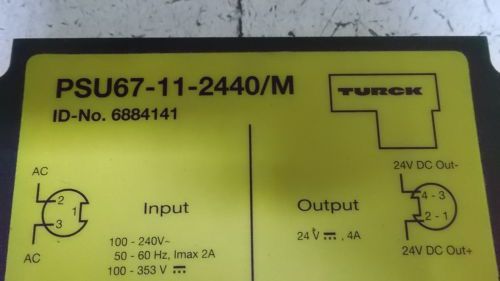 PSU67-11-2440/M
ID-No. 6884141
TURCK
AC
2
1
3
AC
Input
100 - 240V~
50 - 60 Hz, Imax 2A
100 - 353 V ⎓
Output
24 V ⎓, 4A
24V DC Out-
4 - 3
2 - 1
24V DC Out+